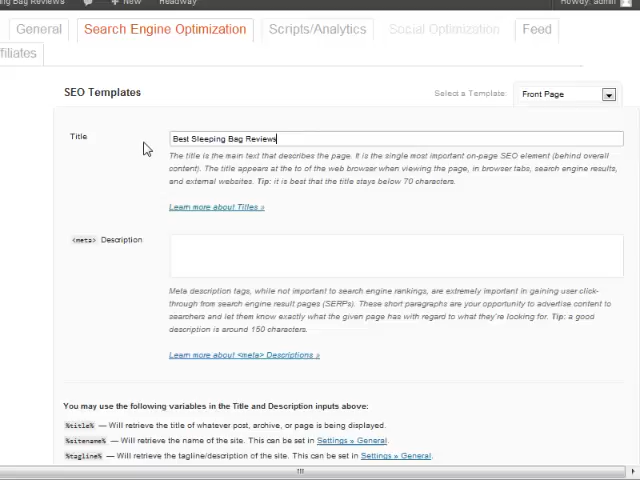 ng Bag Reviews New Headway Howdy, admin
General Search Engine Optimization Scripts/Analytics Social Optimization Feed
filiates
SEO Templates Select a Template: Front Page
Title Best Sleeping Bag Reviews
The title is the main text that describes the page. It is the single most important on-page SEO element (behind overall
content). The title appears at the to of the web browser when viewing the page, in browser tabs, search engine results,
and external websites. Tip: it is best that the title stays below 70 characters.
Learn more about Titles »
<meta> Description
Meta description tags, while not important to search engine rankings, are extremely important in gaining user click-
through from search engine result pages (SERPs). These short paragraphs are your opportunity to advertise content to
searchers and let them know exactly what the given page has with regard to what they're looking for. Tip: a good
description is around 150 characters.
Learn more about <meta> Descriptions »
You may use the following variables in the Title and Description inputs above:
%title% — Will retrieve the title of whatever post, archive, or page is being displayed.
%sitename% — Will retrieve the name of the site. This can be set in Settings » General.
%tagline% — Will retrieve the tagline/description of the site. This can be set in Settings » General.